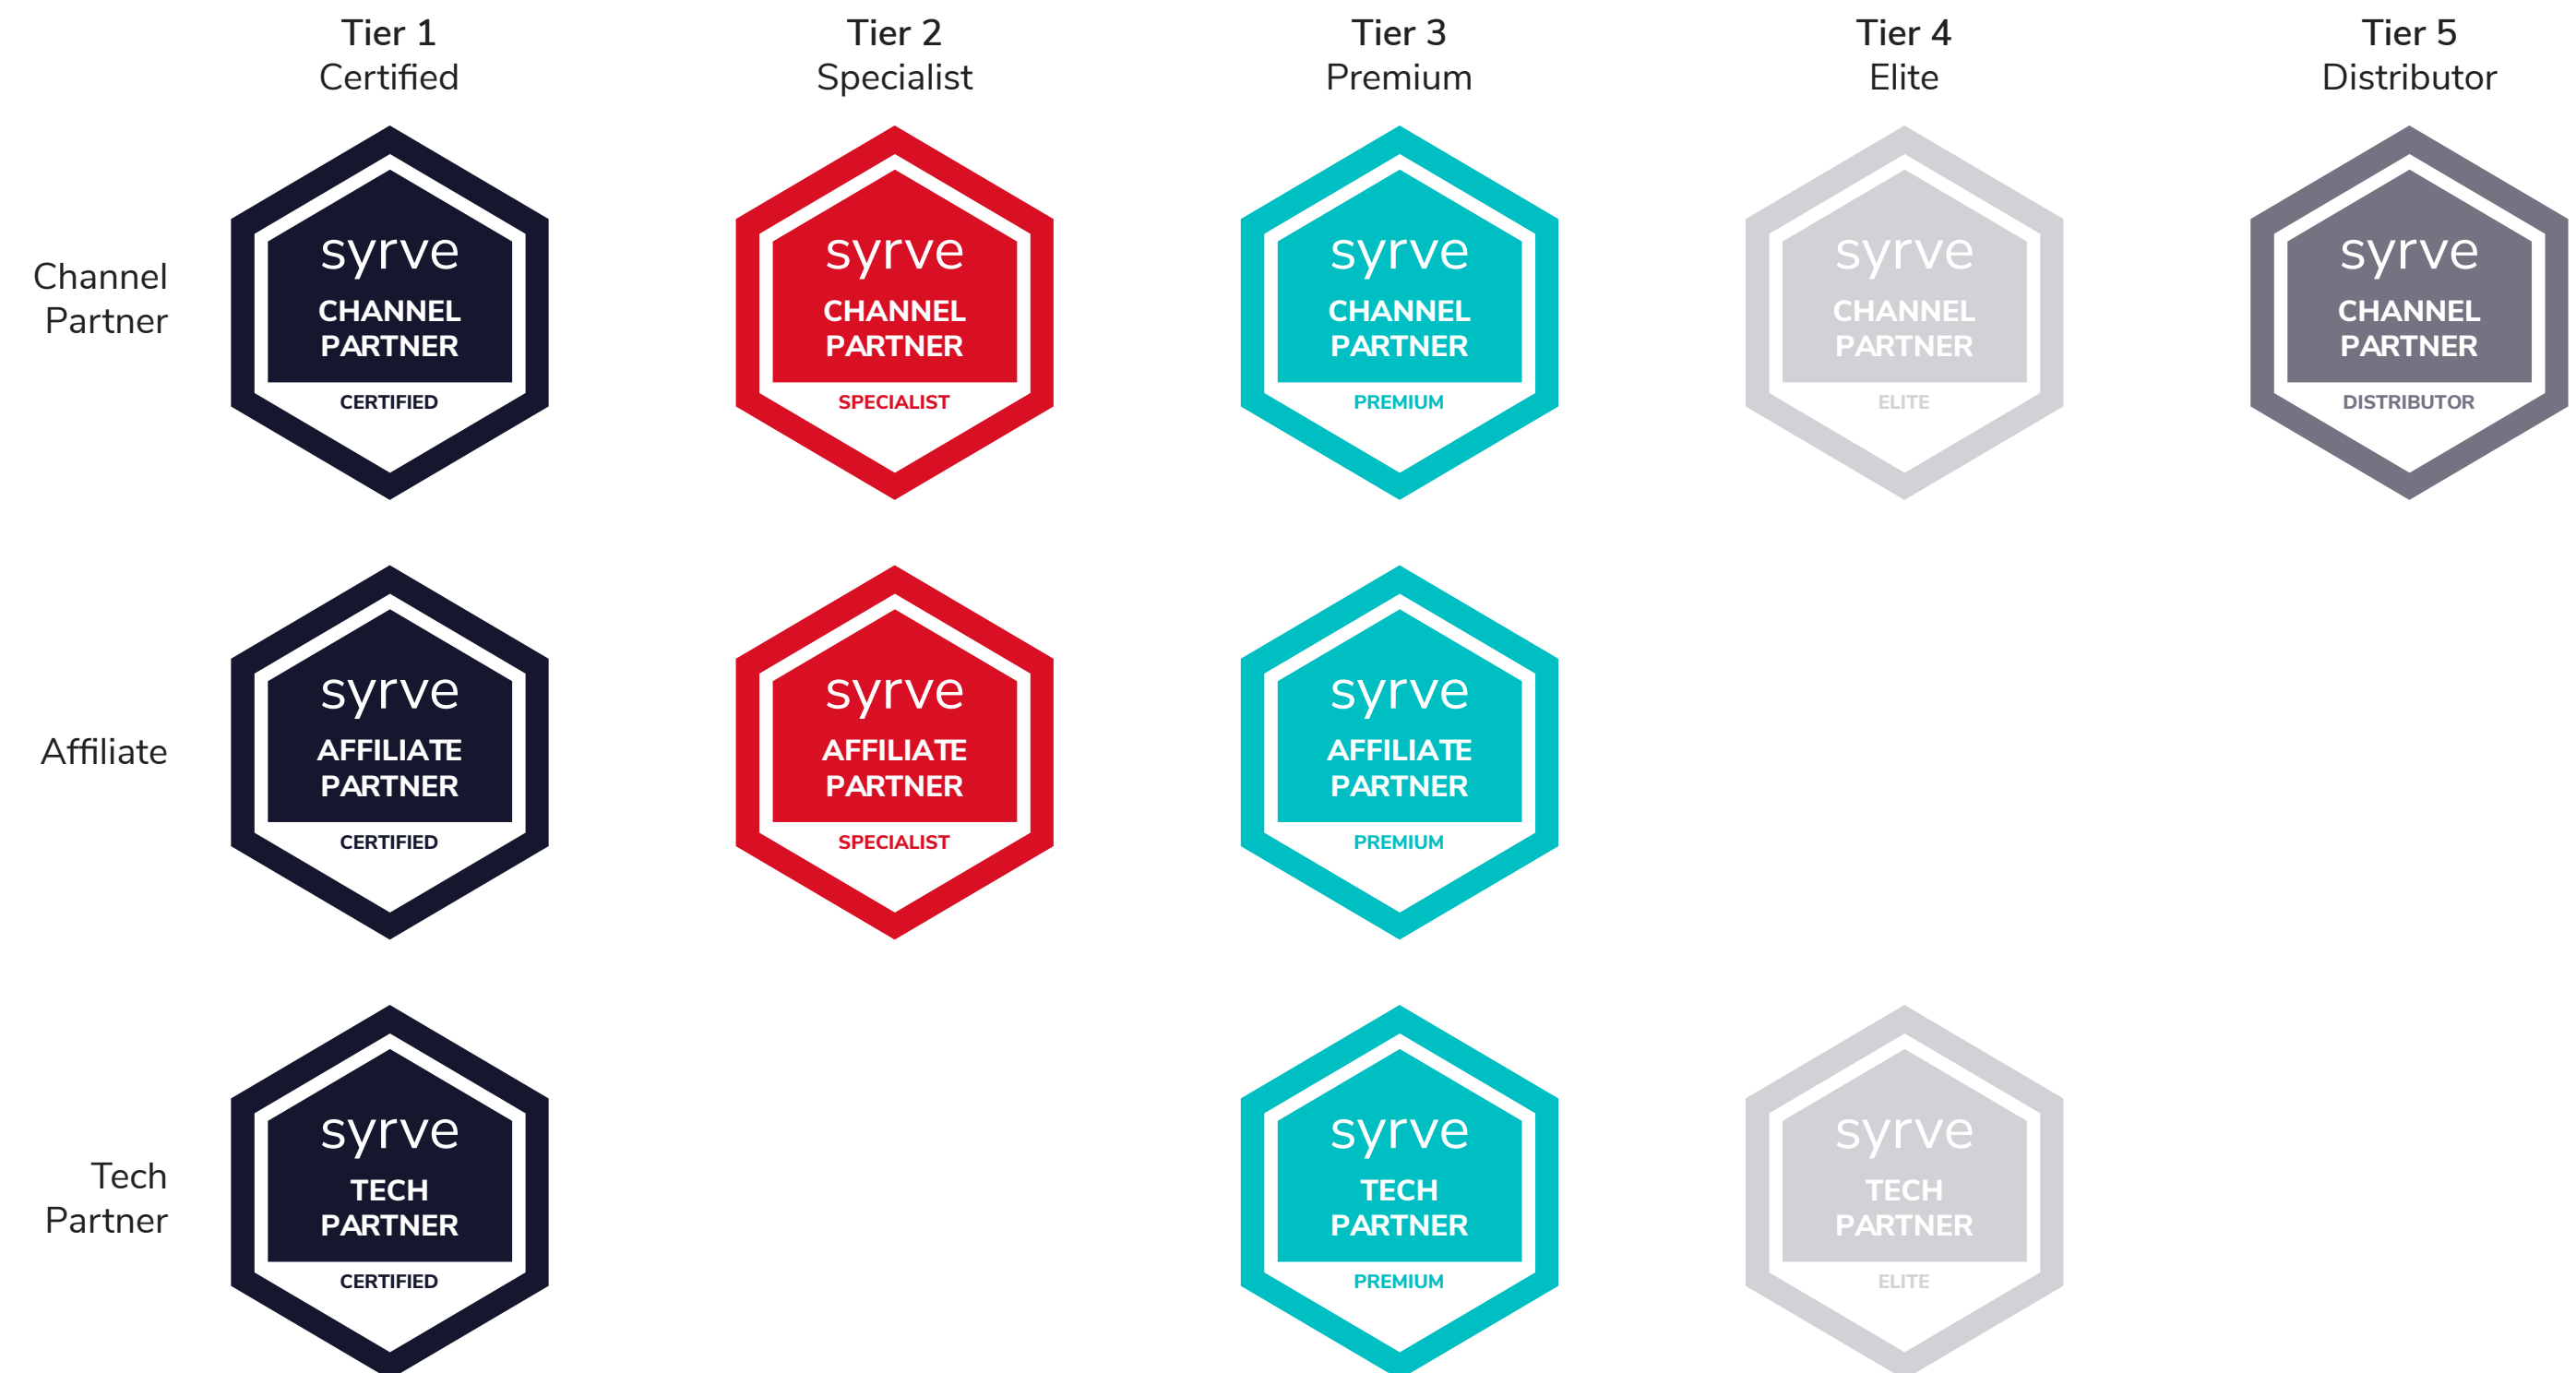 Tier 1
Certified
Tier 2
Specialist
Tier 3
Premium
Tier 4
Elite
Tier 5
Distributor
Channel
Partner
syrve
CHANNEL
PARTNER
CERTIFIED
syrve
CHANNEL
PARTNER
SPECIALIST
syrve
CHANNEL
PARTNER
PREMIUM
syrve
CHANNEL
PARTNER
ELITE
syrve
CHANNEL
PARTNER
DISTRIBUTOR
Affiliate
syrve
AFFILIATE
PARTNER
CERTIFIED
syrve
AFFILIATE
PARTNER
SPECIALIST
syrve
AFFILIATE
PARTNER
PREMIUM
Tech
Partner
syrve
TECH
PARTNER
CERTIFIED
syrve
TECH
PARTNER
PREMIUM
syrve
TECH
PARTNER
ELITE